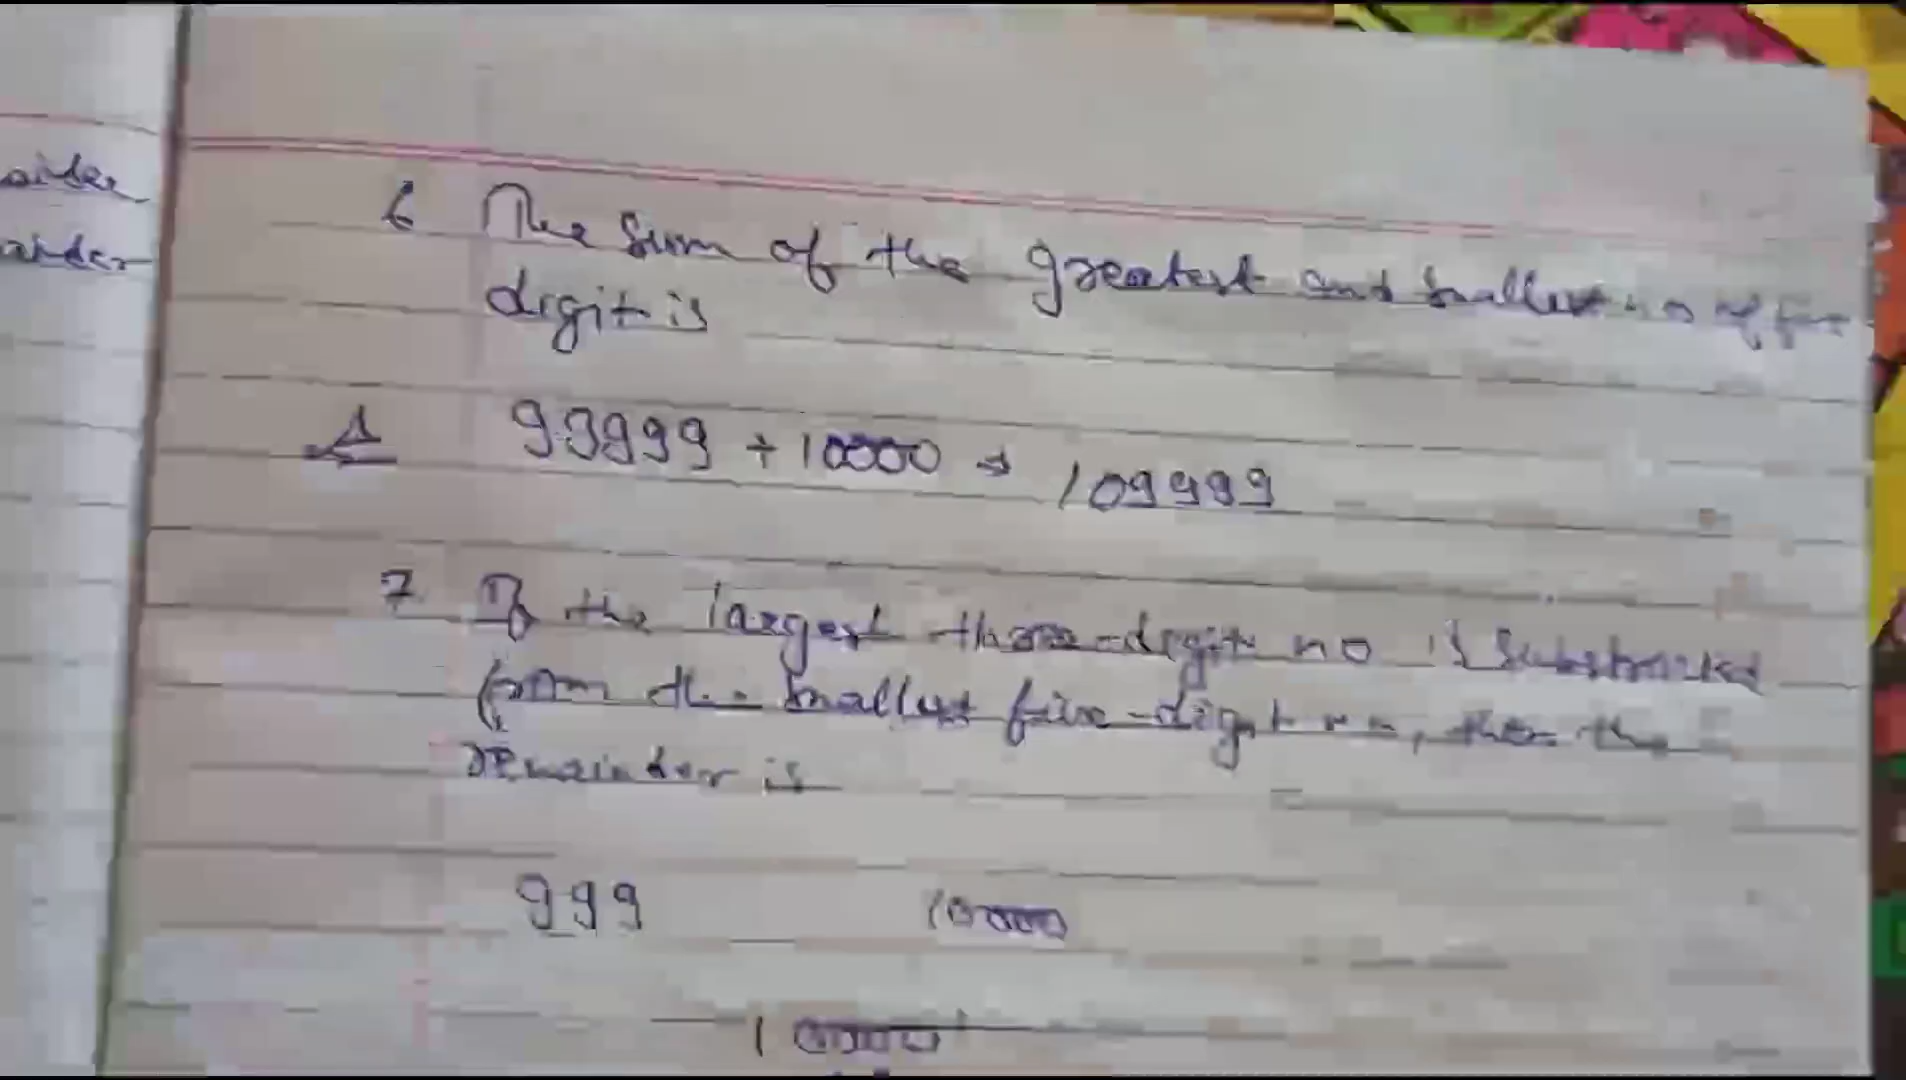 ainder
ainder
6 The Sum of the greatest and smallest no of five
digit is
A 99999 + 10000 → 109999
7 If the largest three-digit no is Substracted
from the smallest five-digit no, then the
remainder is
999 10000
10000